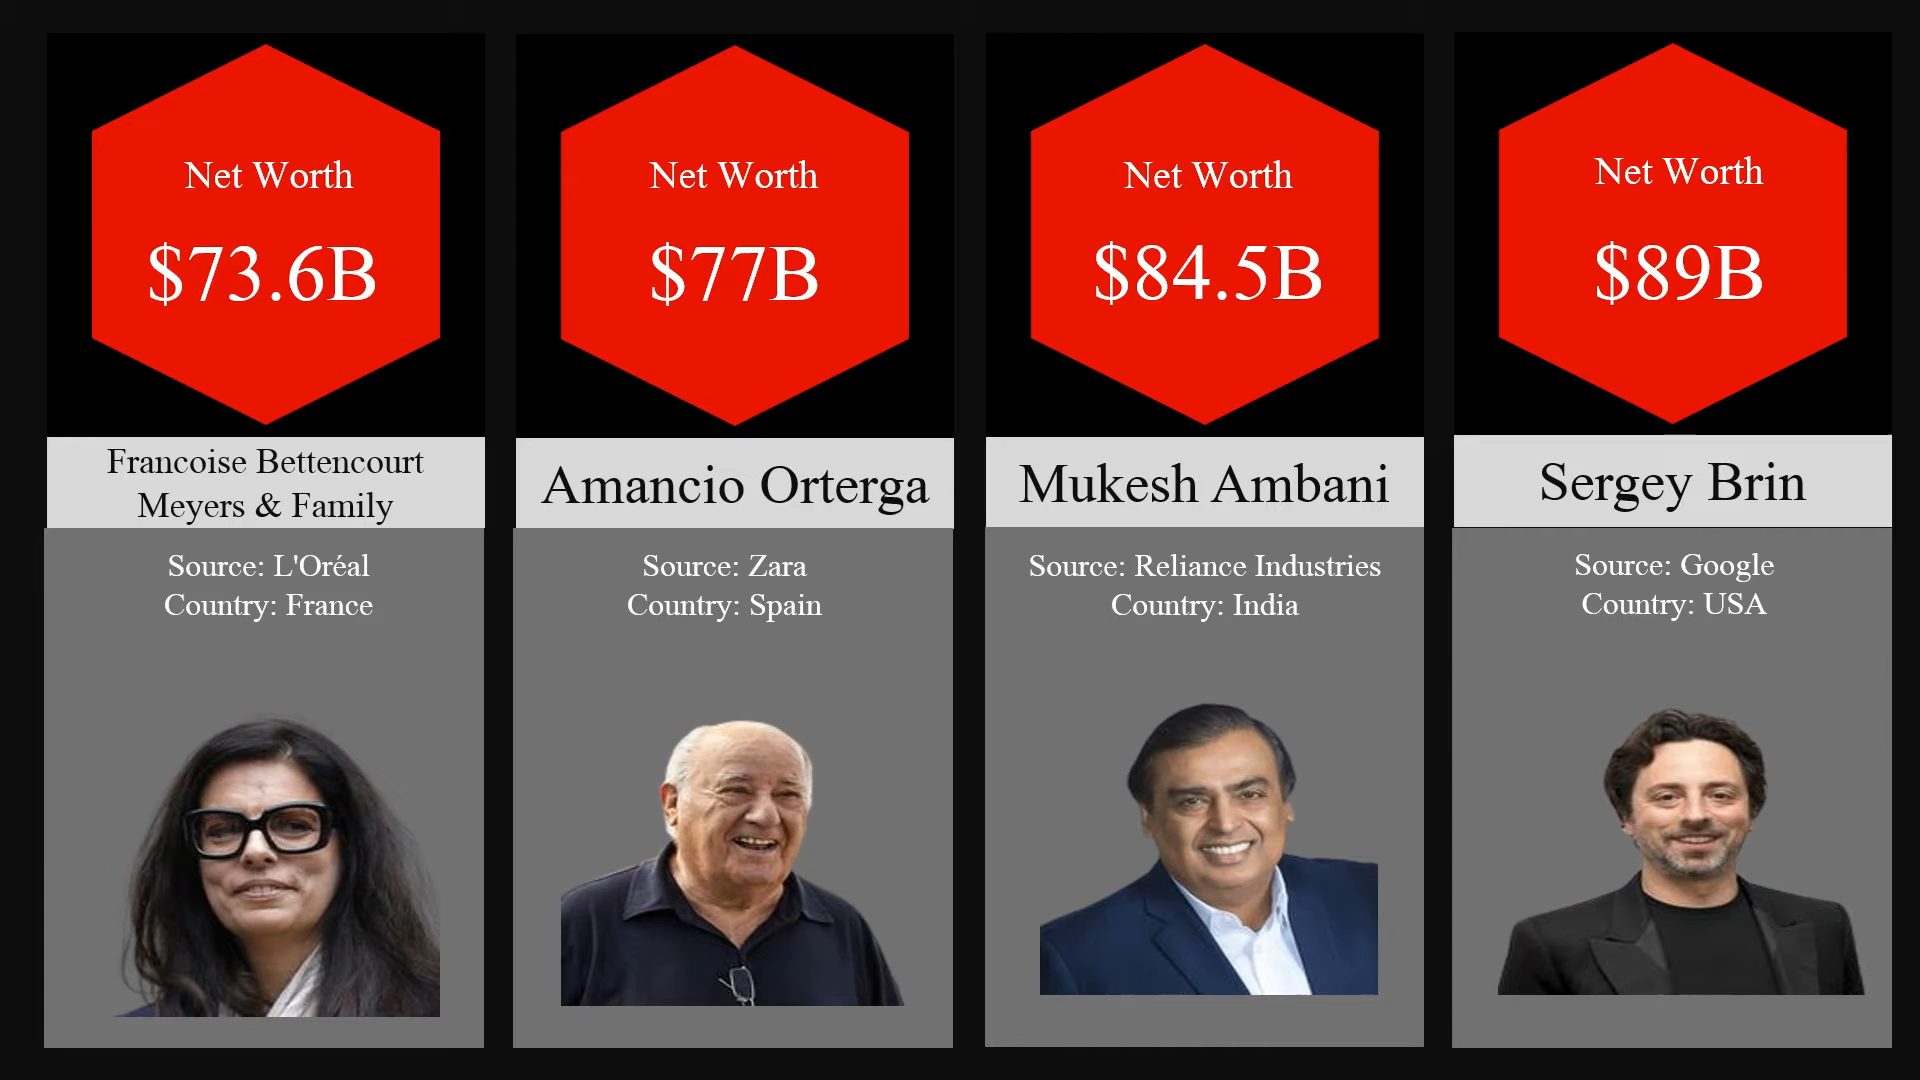 Net Worth
$73.6B
Francoise Bettencourt
Meyers & Family
Source: L'Oréal
Country: France
Net Worth
$77B
Amancio Orterga
Source: Zara
Country: Spain
Net Worth
$84.5B
Mukesh Ambani
Source: Reliance Industries
Country: India
Net Worth
$89B
Sergey Brin
Source: Google
Country: USA